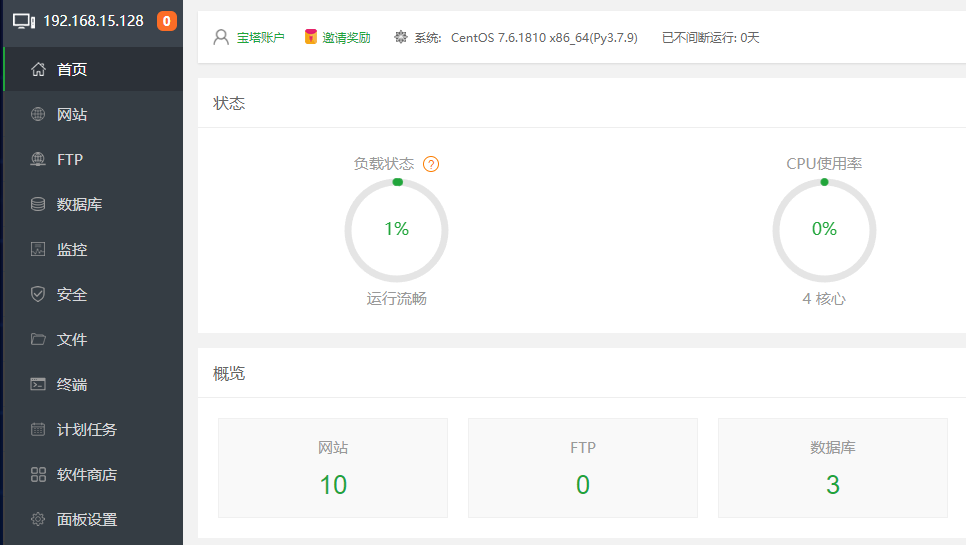 192.168.15.128 0
首页
网站
FTP
数据库
监控
安全
文件
终端
计划任务
软件商店
面板设置
宝塔账户 邀请奖励 系统: CentOS 7.6.1810 x86_64(Py3.7.9) 已不间断运行: 0天
状态
负载状态 ? CPU使用率
1% 0%
运行流畅 4 核心
概览
网站 FTP 数据库
10 0 3